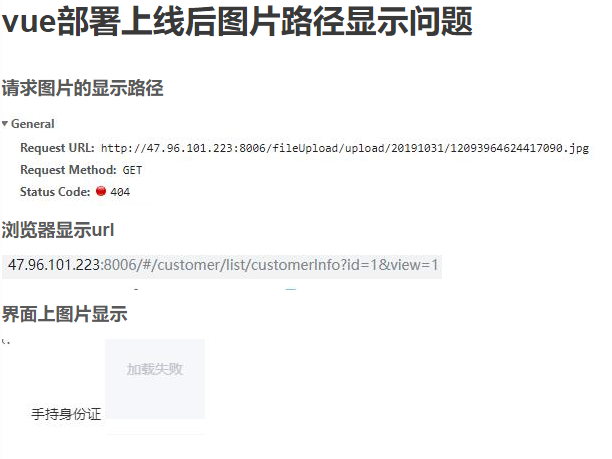 vue部署上线后图片路径显示问题
请求图片的显示路径
▼ General
Request URL: http://47.96.101.223:8006/fileUpload/upload/20191031/12093964624417090.jpg
Request Method: GET
Status Code: 404
浏览器显示url
47.96.101.223:8006/#/customer/list/customerInfo?id=1&view=1
界面上图片显示
加载失败
手持身份证